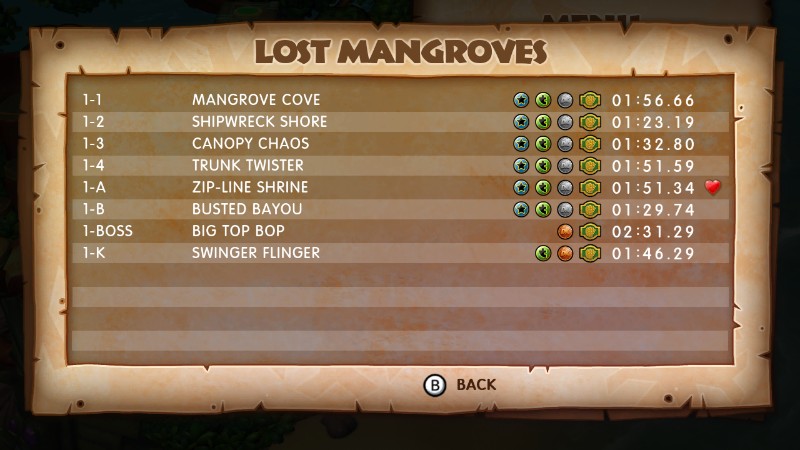 MENU
LOST MANGROVES
1-1 MANGROVE COVE 01:56.66
1-2 SHIPWRECK SHORE 01:23.19
1-3 CANOPY CHAOS 01:32.80
1-4 TRUNK TWISTER 01:51.59
1-A ZIP-LINE SHRINE 01:51.34
1-B BUSTED BAYOU 01:29.74
1-BOSS BIG TOP BOP 02:31.29
1-K SWINGER FLINGER 01:46.29
B BACK